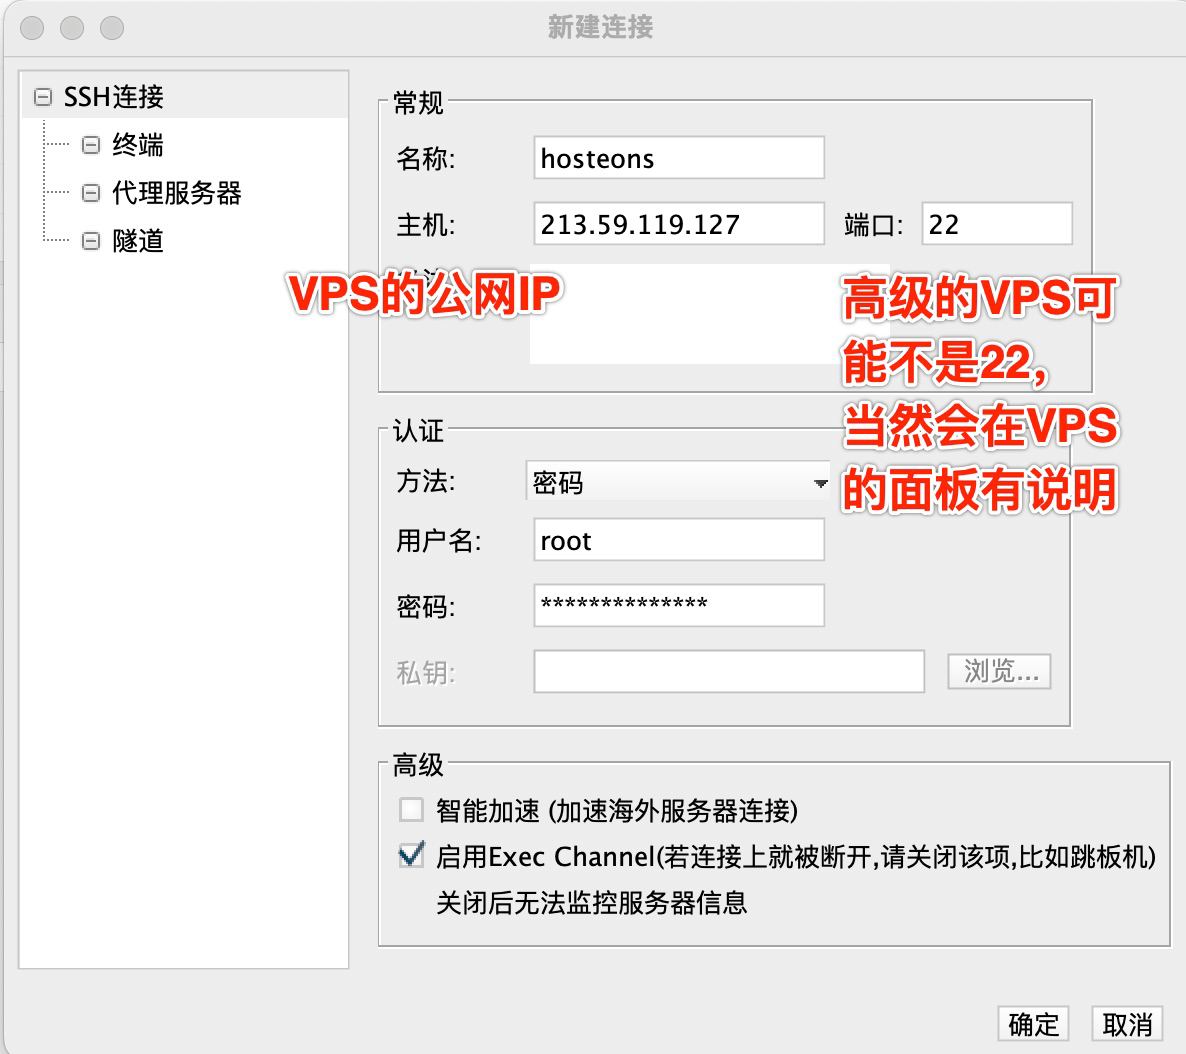 新建连接
SSH连接
终端
代理服务器
隧道
常规
名称: hosteons
主机: 213.59.119.127 端口: 22
VPS的公网IP
高级的VPS可
能不是22,
当然会在VPS
的面板有说明
认证
方法: 密码
用户名: root
密码: **************
私钥: 浏览...
高级
智能加速 (加速海外服务器连接)
启用Exec Channel(若连接上就被断开,请关闭该项,比如跳板机)
关闭后无法监控服务器信息
确定 取消